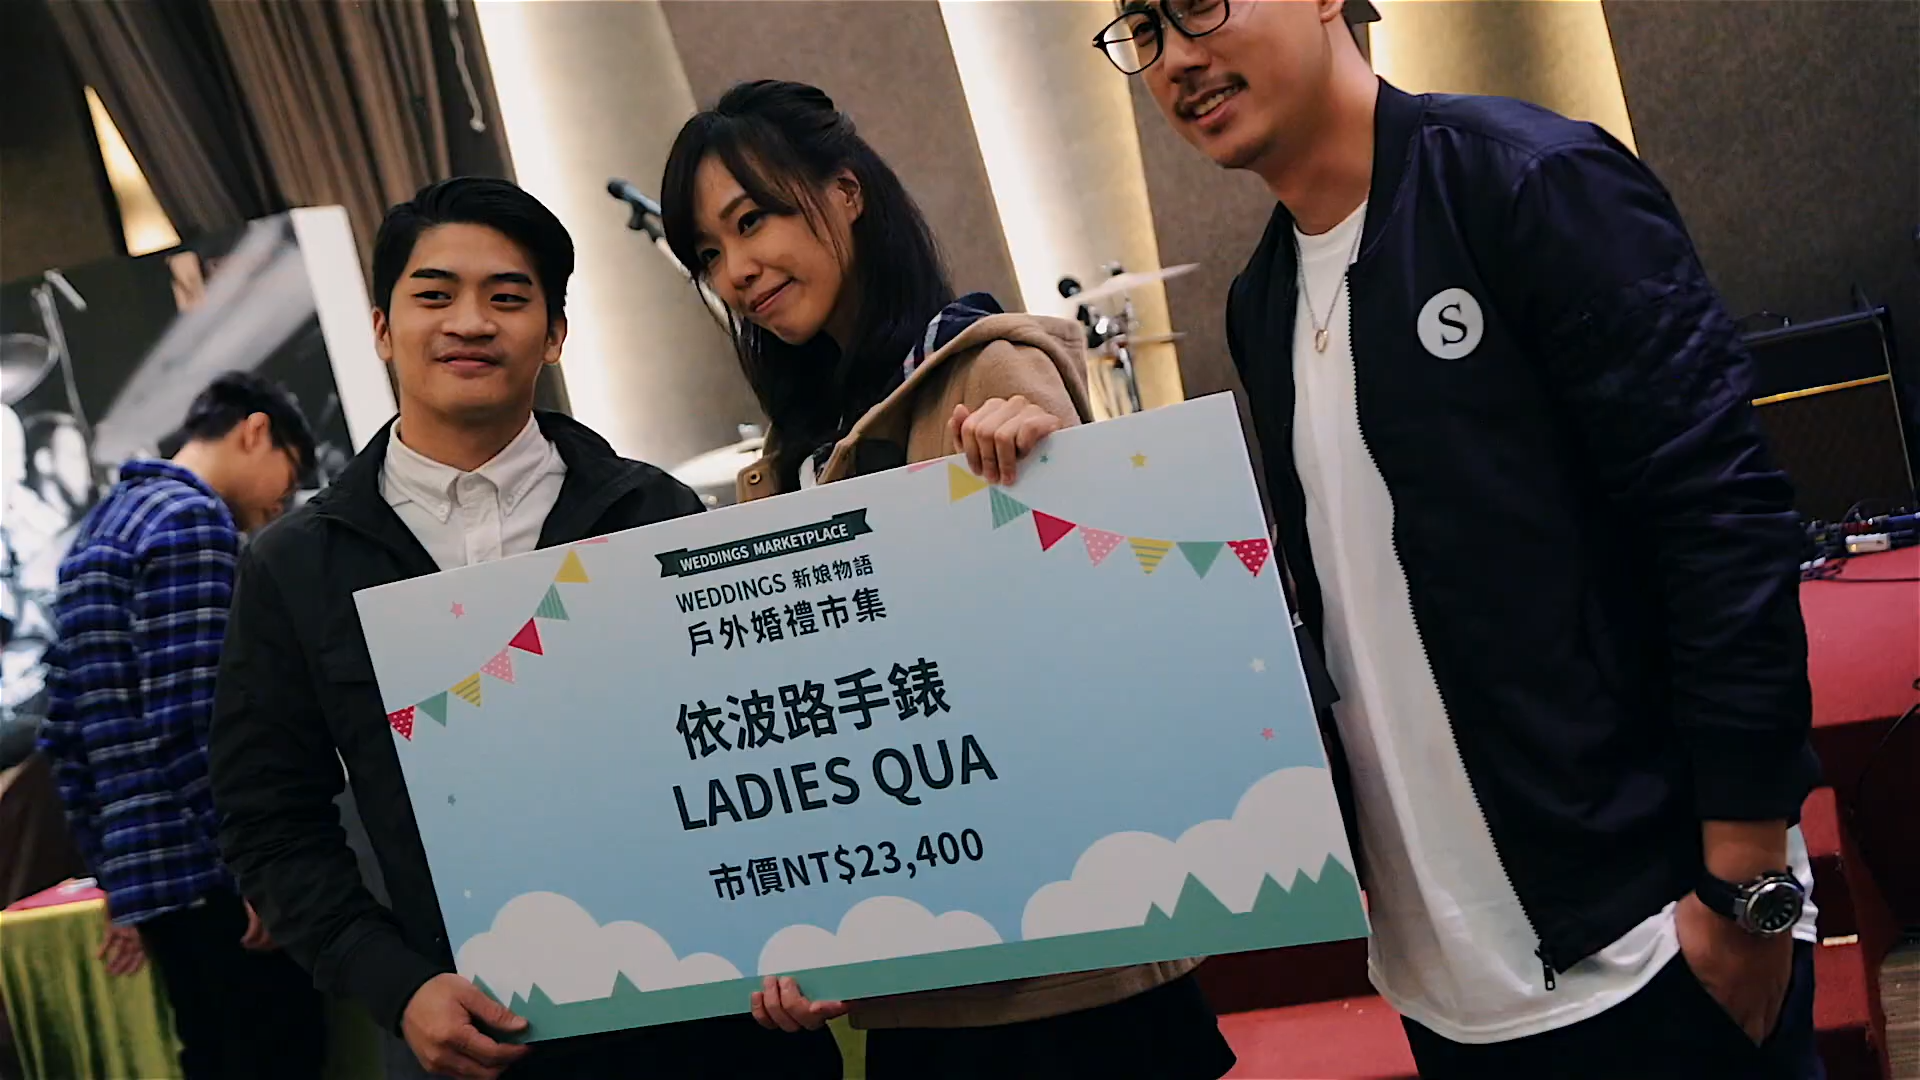 WEDDINGS MARKETPLACE
WEDDINGS 新娘物語
戶外婚禮市集
依波路手錶
LADIES QUA
市價NT$23,400
S